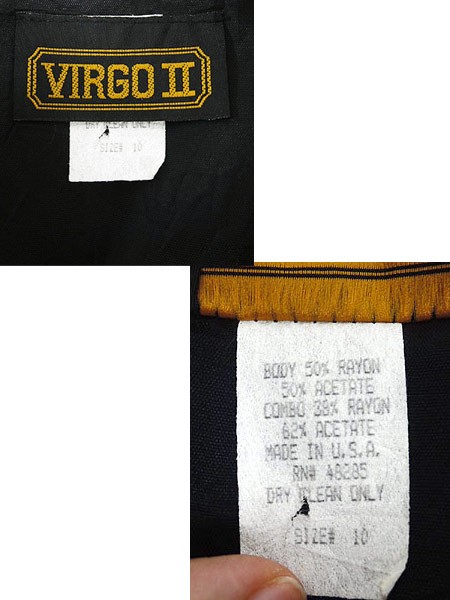 VIRGO II
DRY CLEAN ONLY
SIZE# 10
BODY 50% RAYON
50% ACETATE
COMBO 38% RAYON
62% ACETATE
MADE IN U.S.A.
RN# 48285
DRY CLEAN ONLY
SIZE# 10